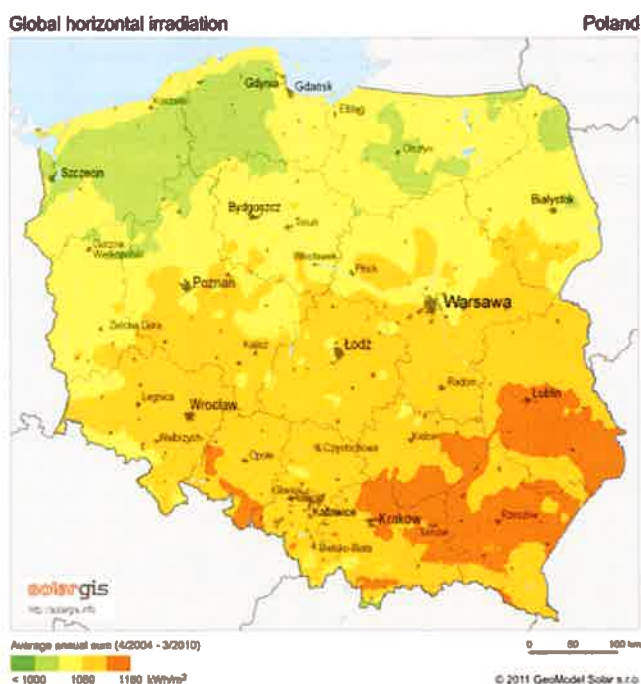 Global horizontal irradiation
Poland
Gdynia
Gdańsk
Koszalin
Elbląg
Olsztyn
Szczecin
Bydgoszcz
Toruń
Białystok
Gorzów
Wielkopolski
Włocławek
Płock
Poznań
Warsawa
Zielona Góra
Kalisz
Łódź
Radom
Legnica
Wrocław
Lublin
Wałbrzych
Opole
Częstochowa
Kielce
Gliwice
Katowice
Kraków
Tarnów
Rzeszów
Bielsko-Biała
solargis
http://solargis.info
Average annual sum (4/2004 - 3/2010)
0 50 100 km
< 1000 1080 1160 kWh/m²
© 2011 GeoModel Solar s.r.o.